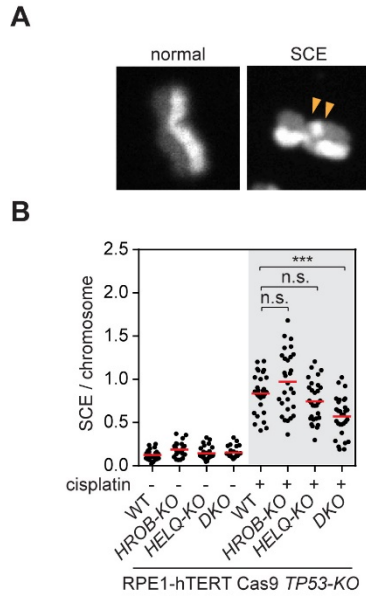 A
normal SCE
B
SCE / chromosome
2.5
2.0
1.5
1.0
0.5
0.0
***
n.s.
n.s.
cisplatin - - - - + + + +
WT HROB-KO HELQ-KO DKO WT HROB-KO HELQ-KO DKO
RPE1-hTERT Cas9 TP53-KO